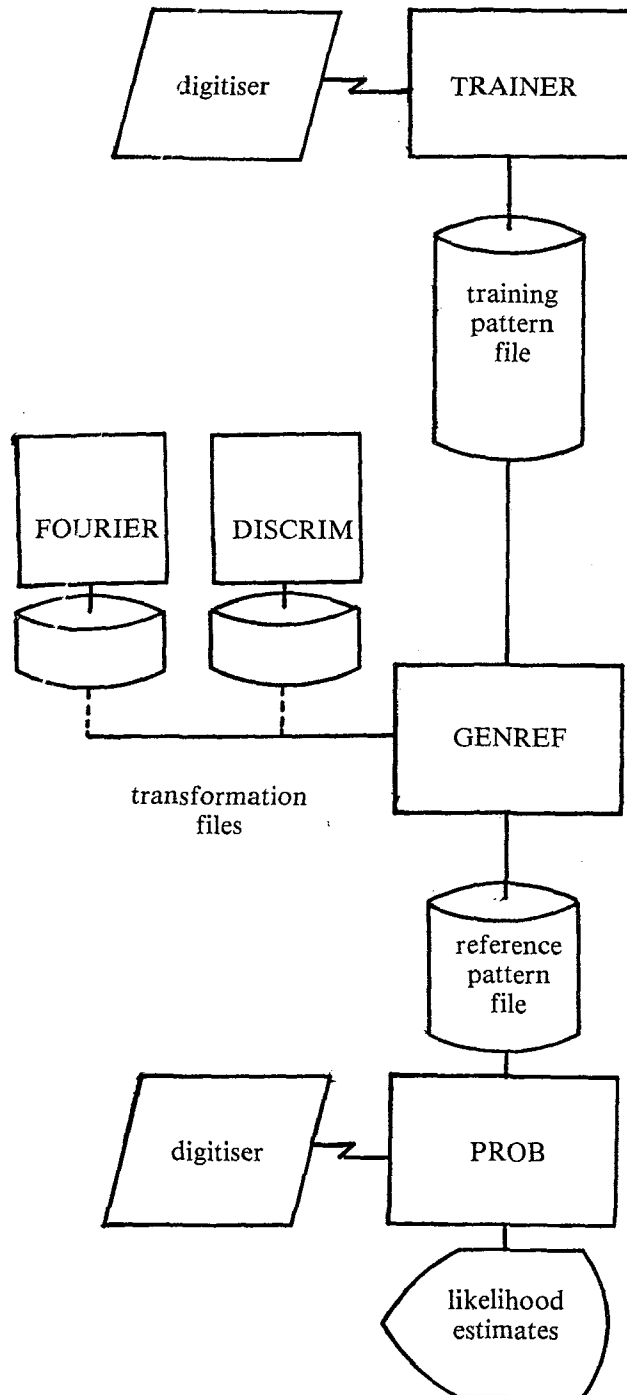 digitiser
TRAINER
training
pattern
file
FOURIER
DISCRIM
GENREF
transformation
files
reference
pattern
file
digitiser
PROB
likelihood
estimates